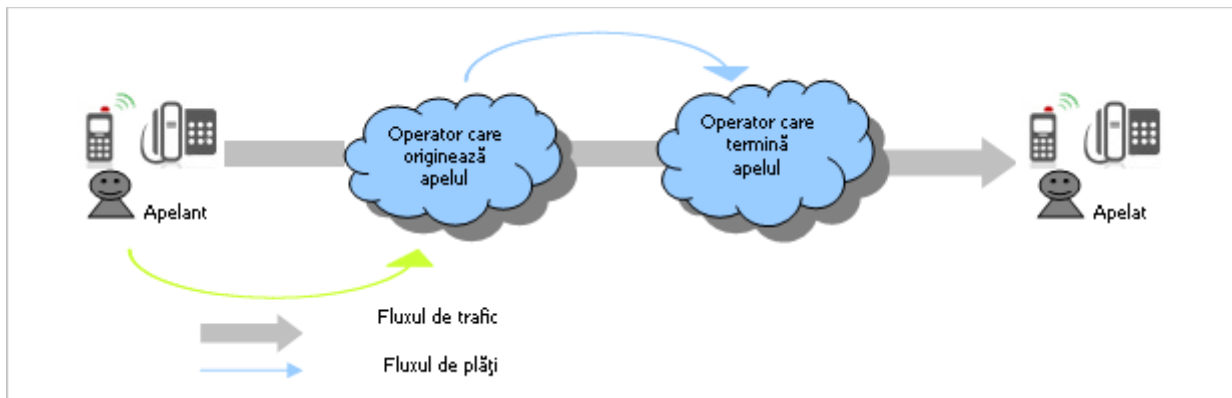 Operator care
originează
apelul
Operator care
termină
apelul
Apelant
Apelat
Fluxul de trafic
Fluxul de plăţi